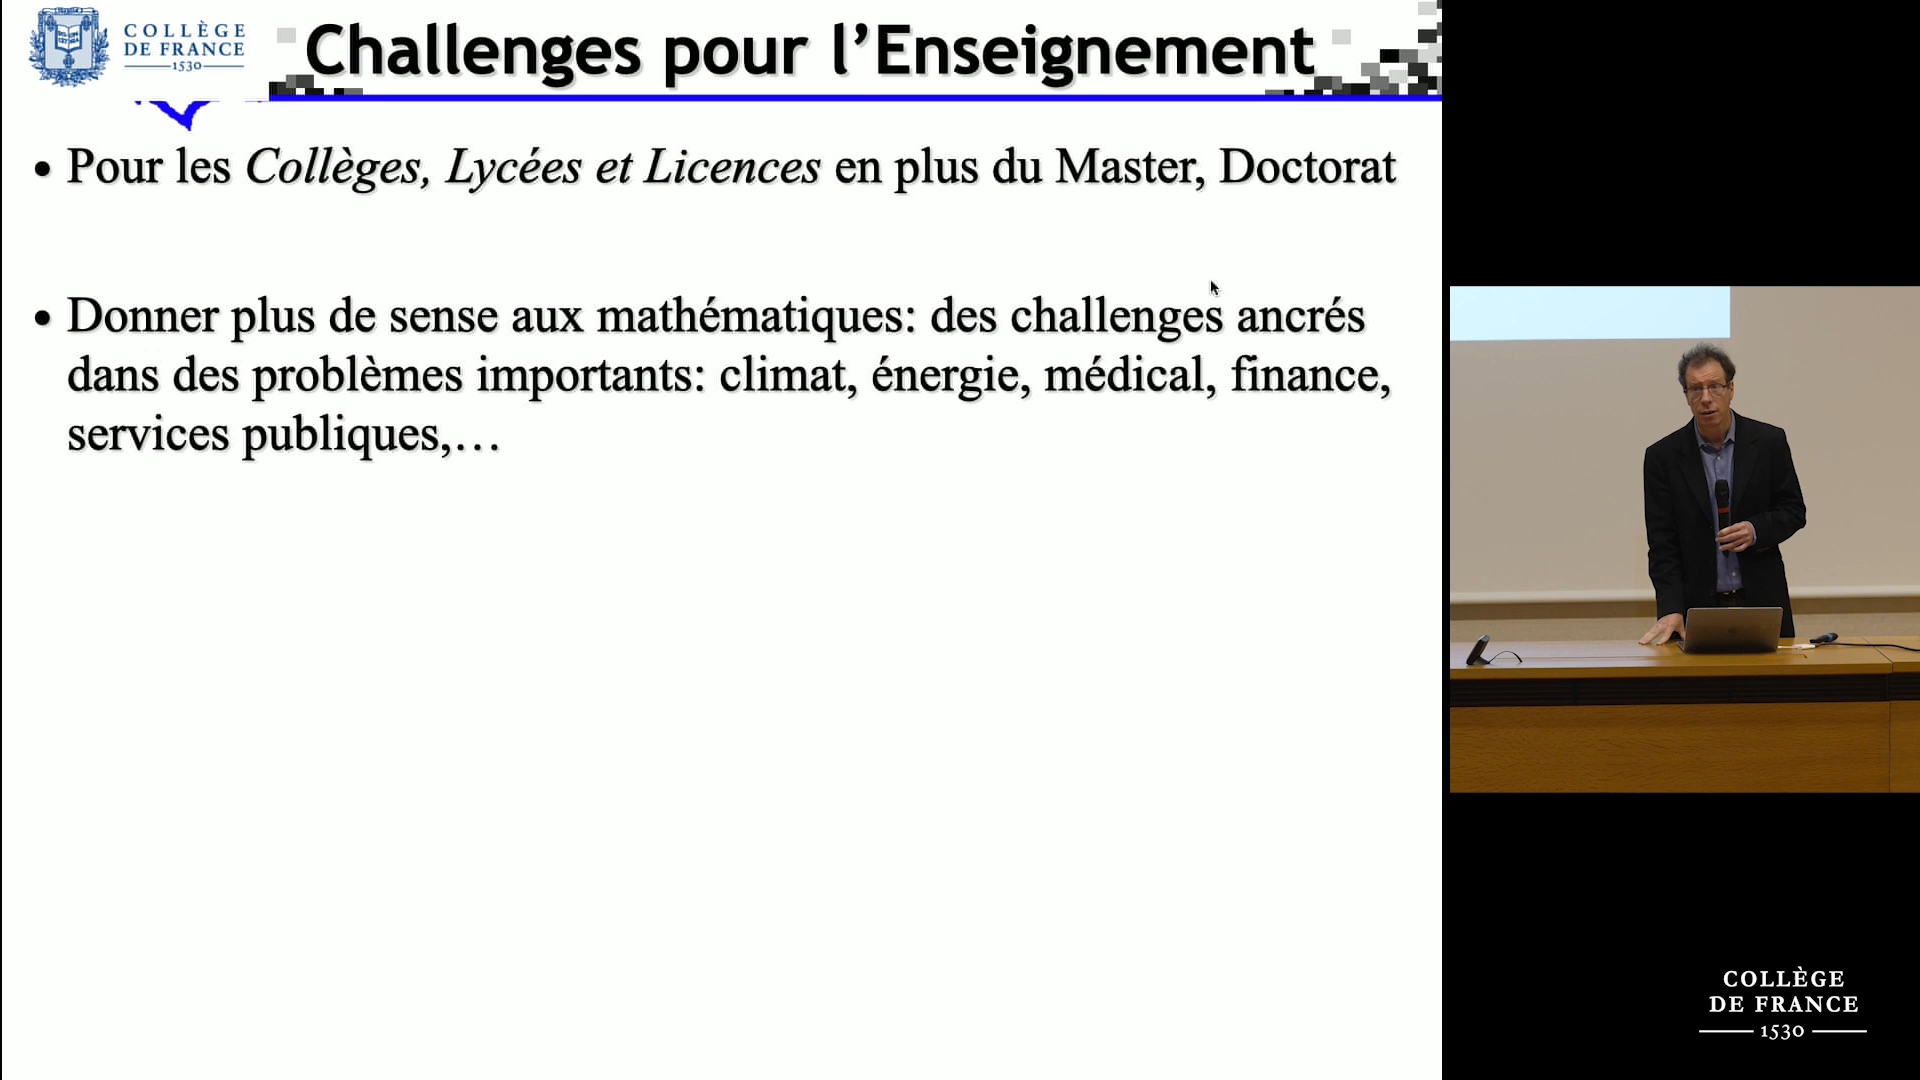 COLLÈGE
DE FRANCE
1530
Challenges pour l’Enseignement
• Pour les Collèges, Lycées et Licences en plus du Master, Doctorat
• Donner plus de sense aux mathématiques: des challenges ancrés
dans des problèmes importants: climat, énergie, médical, finance,
services publiques,…
COLLÈGE
DE FRANCE
1530